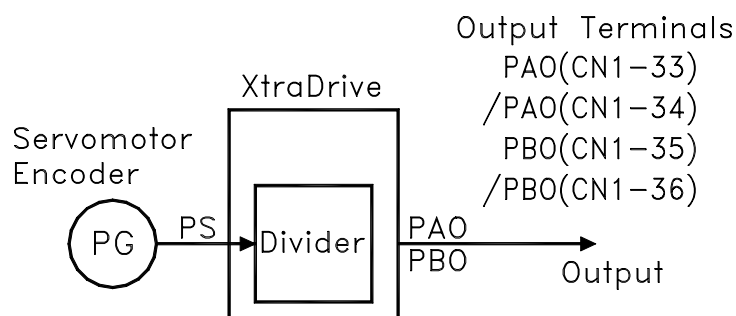 Output Terminals
PAO(CN1-33)
/PAO(CN1-34)
PBO(CN1-35)
/PBO(CN1-36)
XtraDrive
Servomotor
Encoder
PG
PS
Divider
PAO
PBO
Output